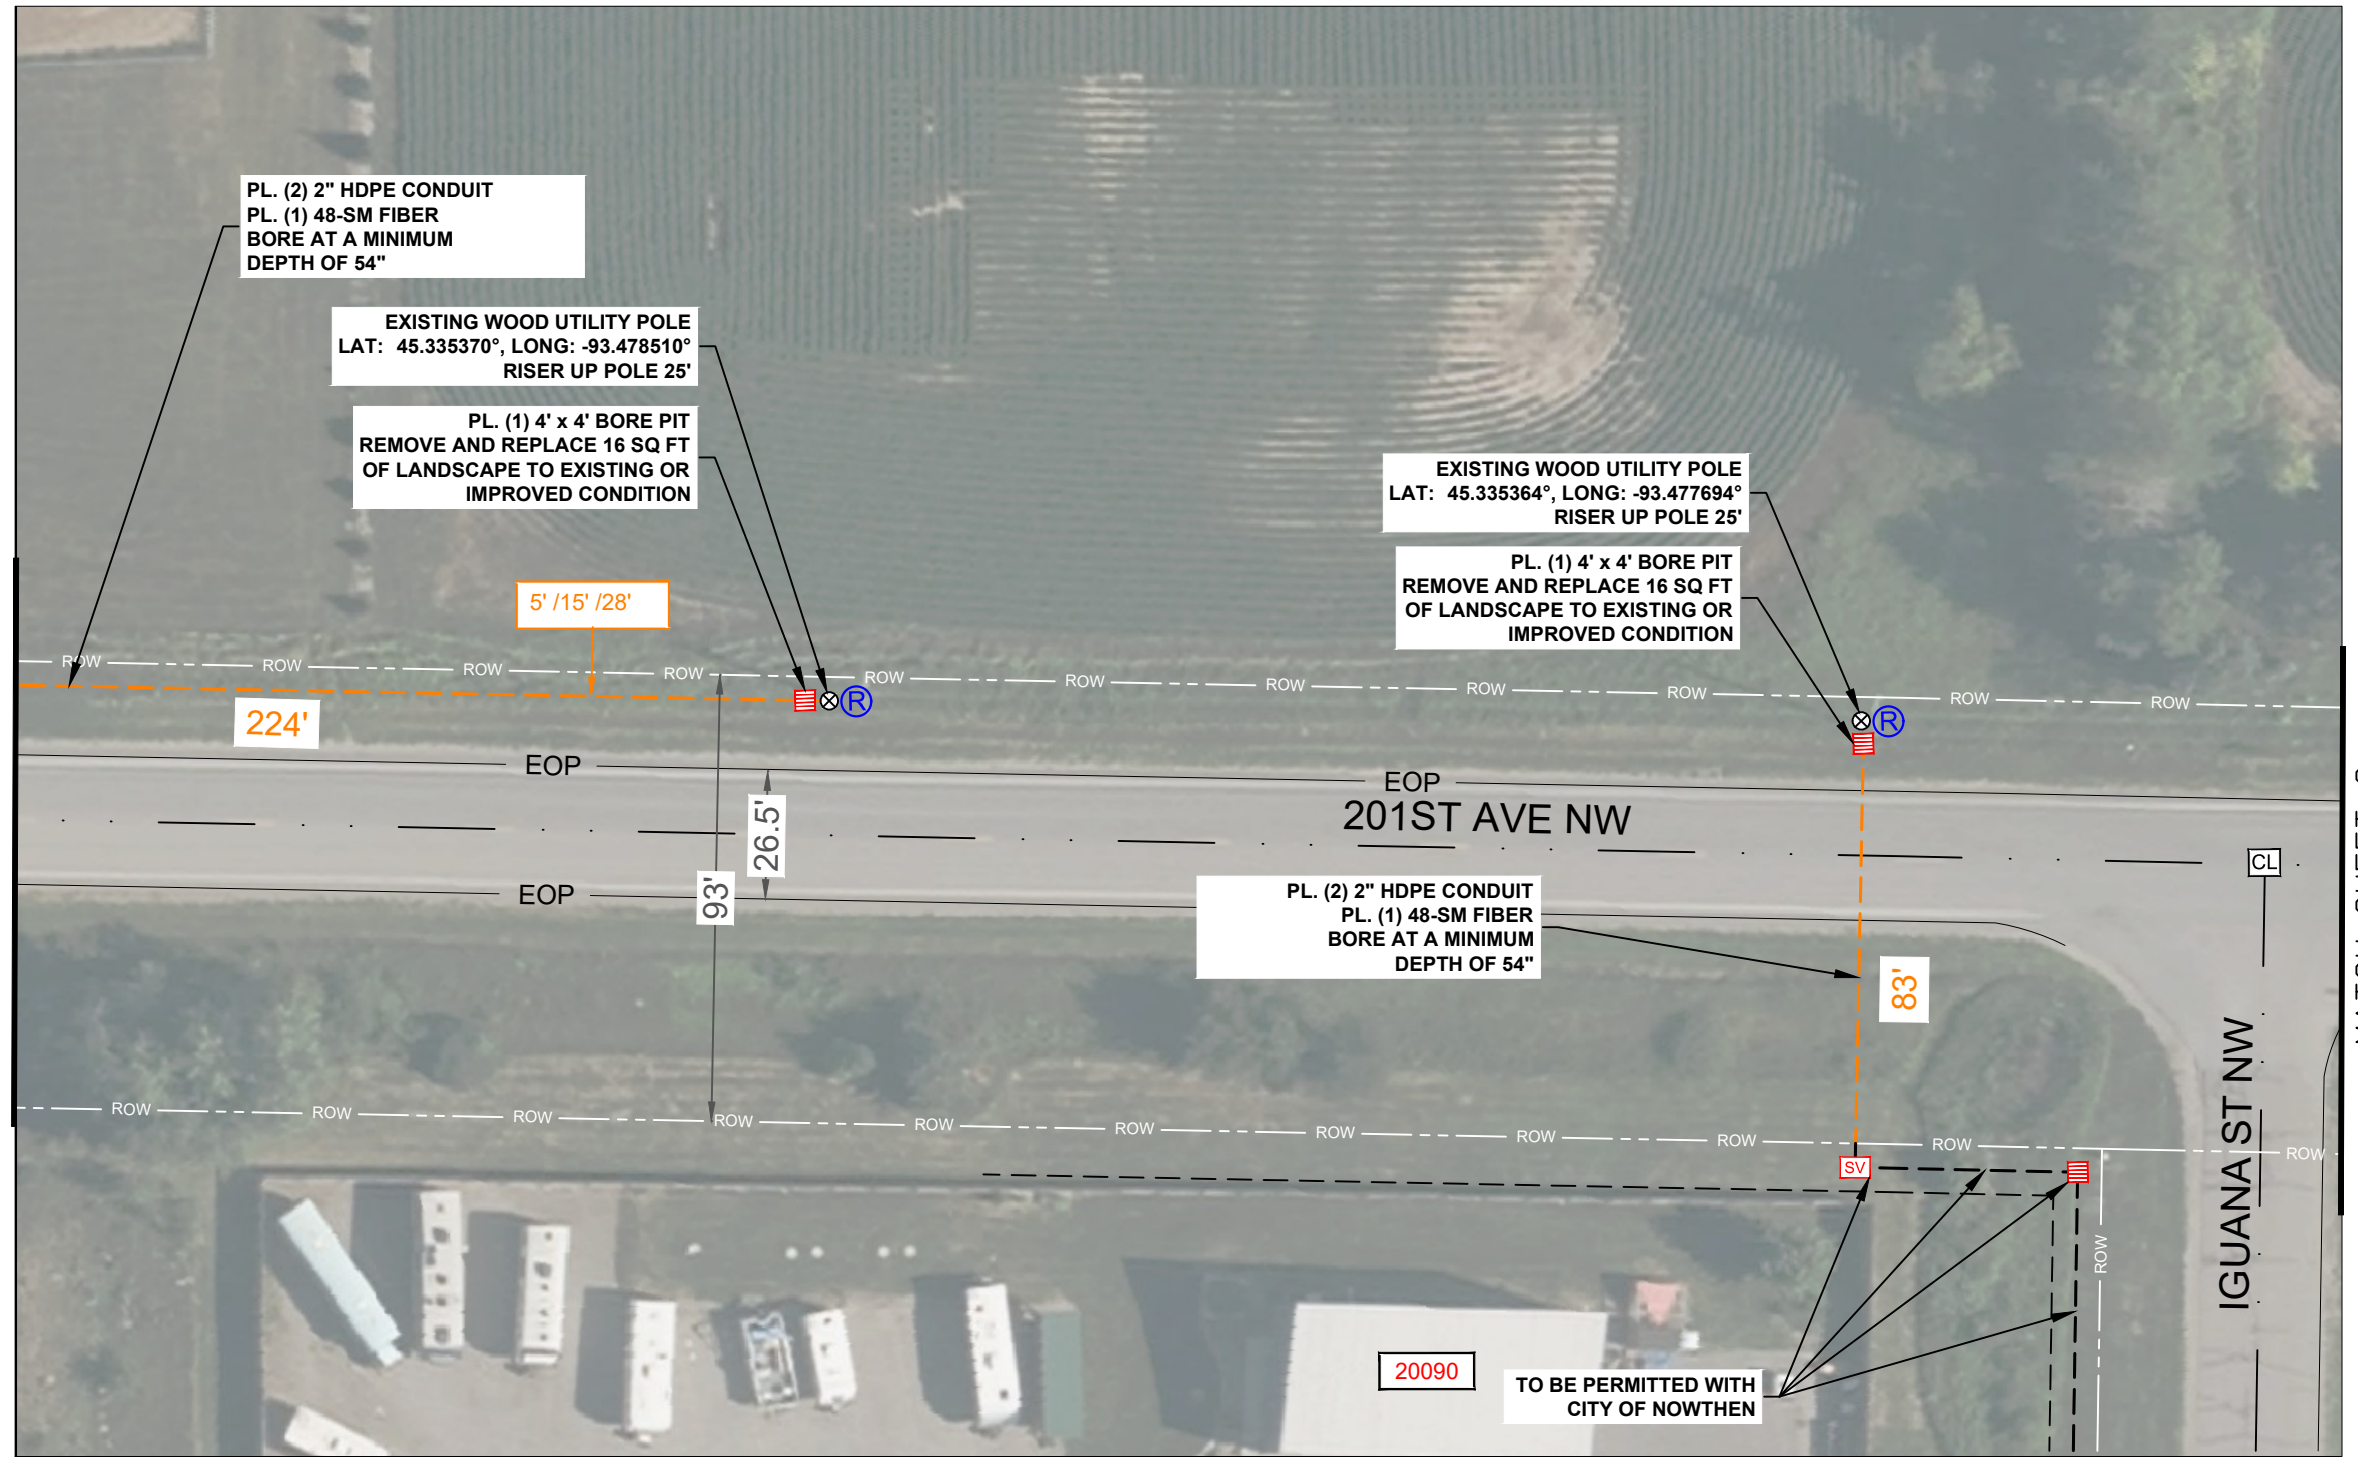 PL. (2) 2" HDPE CONDUIT
PL. (1) 48-SM FIBER
BORE AT A MINIMUM
DEPTH OF 54"
EXISTING WOOD UTILITY POLE
LAT: 45.335370°, LONG: -93.478510°
RISER UP POLE 25'
PL. (1) 4' x 4' BORE PIT
REMOVE AND REPLACE 16 SQ FT
OF LANDSCAPE TO EXISTING OR
IMPROVED CONDITION
EXISTING WOOD UTILITY POLE
LAT: 45.335364°, LONG: -93.477694°
RISER UP POLE 25'
PL. (1) 4' x 4' BORE PIT
REMOVE AND REPLACE 16 SQ FT
OF LANDSCAPE TO EXISTING OR
IMPROVED CONDITION
5' /15' /28'
ROW ROW ROW ROW ROW ROW ROW ROW ROW ROW ROW
R
R
224'
EOP
EOP
201ST AVE NW
26.5'
93'
CL
EOP
PL. (2) 2" HDPE CONDUIT
PL. (1) 48-SM FIBER
BORE AT A MINIMUM
DEPTH OF 54"
83'
ROW ROW ROW ROW ROW ROW ROW ROW ROW ROW ROW
SV
ROW
IGUANA ST NW
20090
TO BE PERMITTED WITH
CITY OF NOWTHEN